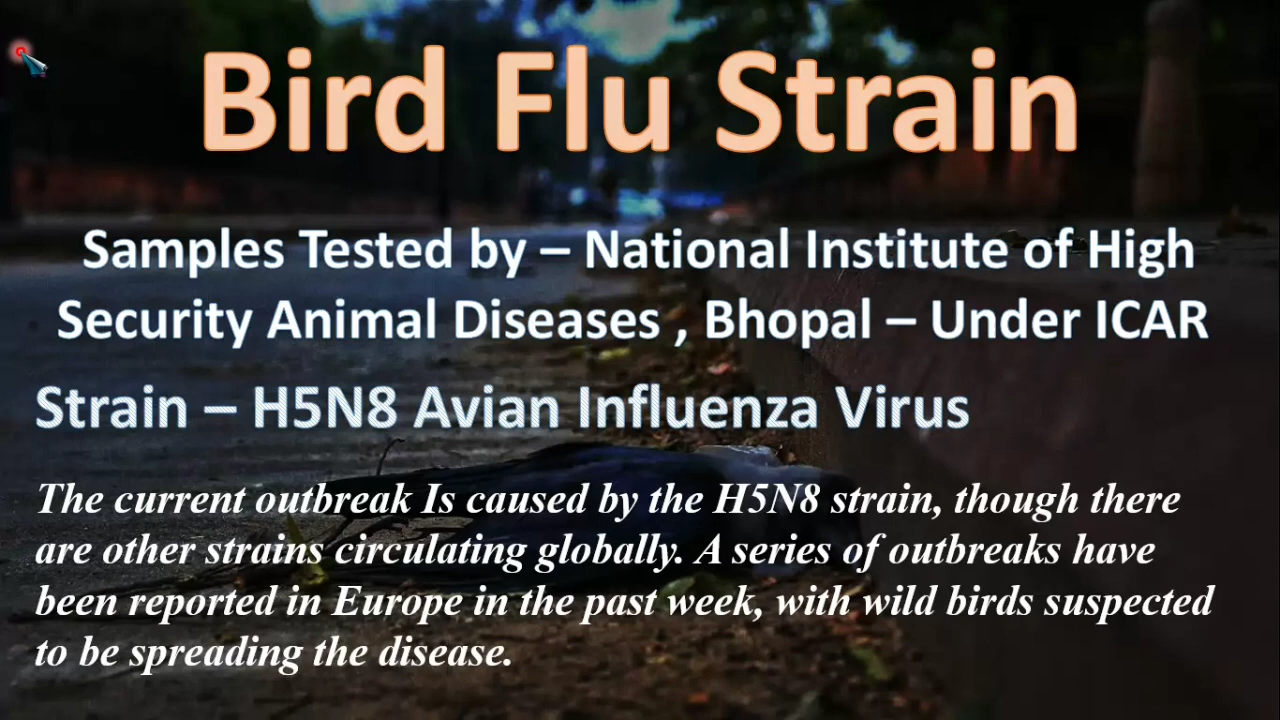 Bird Flu Strain
Samples Tested by – National Institute of High
Security Animal Diseases , Bhopal – Under ICAR
Strain – H5N8 Avian Influenza Virus
The current outbreak Is caused by the H5N8 strain, though there
are other strains circulating globally. A series of outbreaks have
been reported in Europe in the past week, with wild birds suspected
to be spreading the disease.